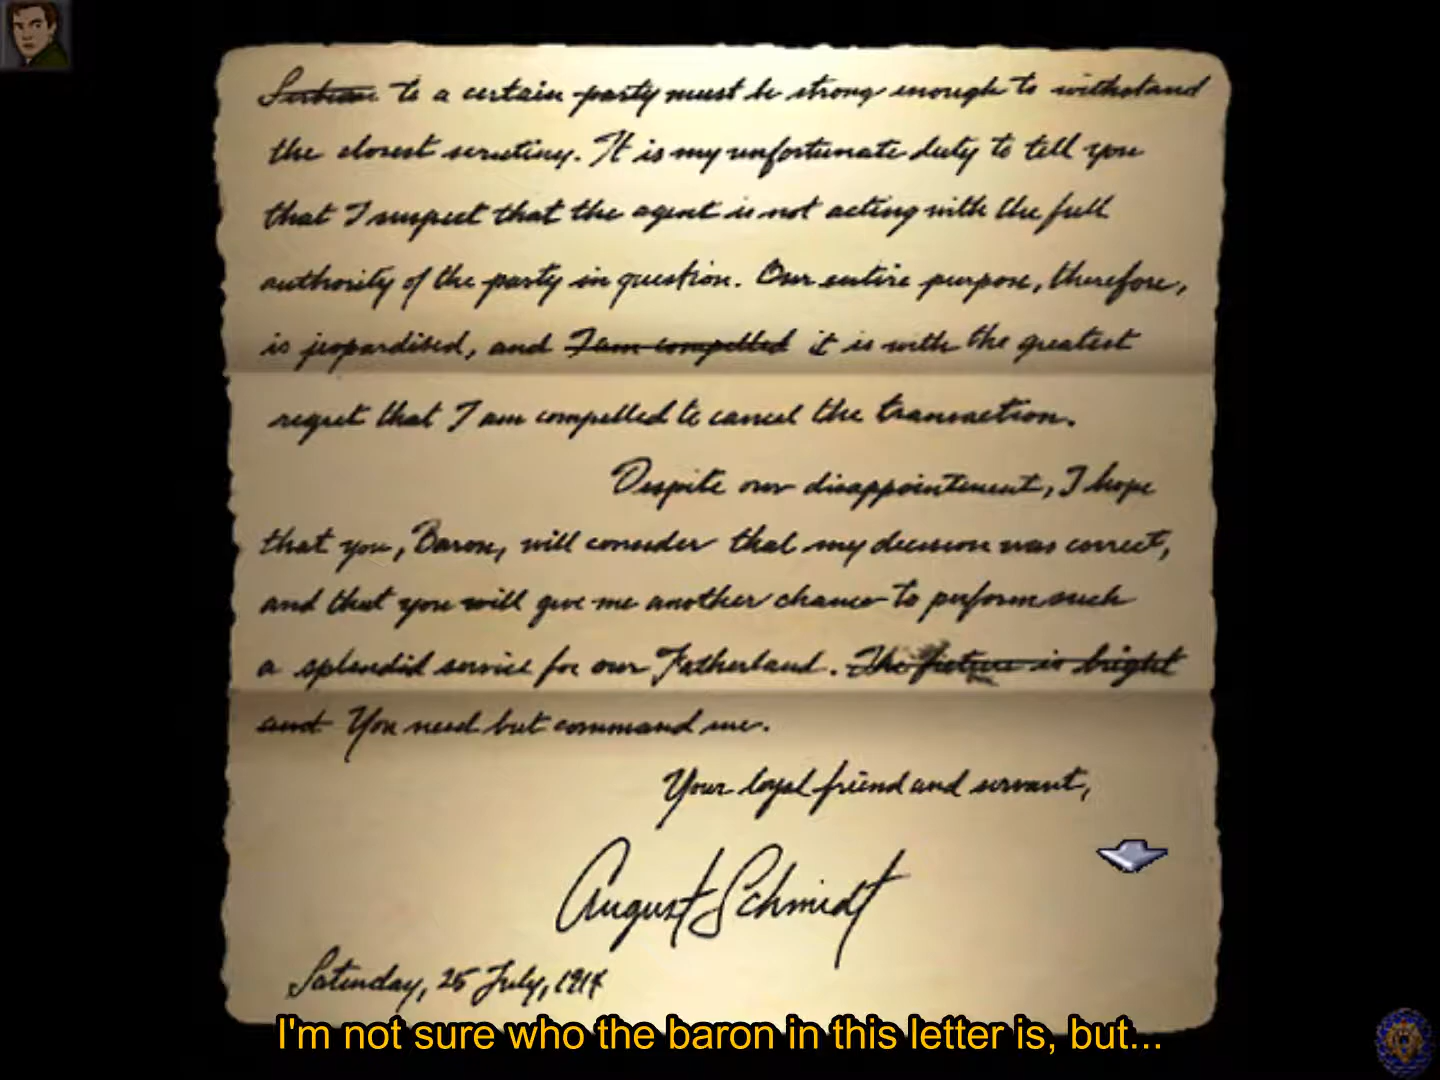 Serbian to a certain party must be strong enough to withstand
the closest scrutiny. It is my unfortunate duty to tell you
that I suspect that the agent is not acting with the full
authority of the party in question. Our entire purpose, therefore,
is jeopardised, and I am compelled it is with the greatest
regret that I am compelled to cancel the transaction.
Despite our disappointement, I hope
that you, Baron, will consider that my decision was correct,
and that you will give me another chance to perform such
a splendid service for our Fatherland. The future is bright
and You need but command me.
Your loyal friend and servant,
August Schmidt
Saturday, 25 July, 1914
I'm not sure who the baron in this letter is, but...